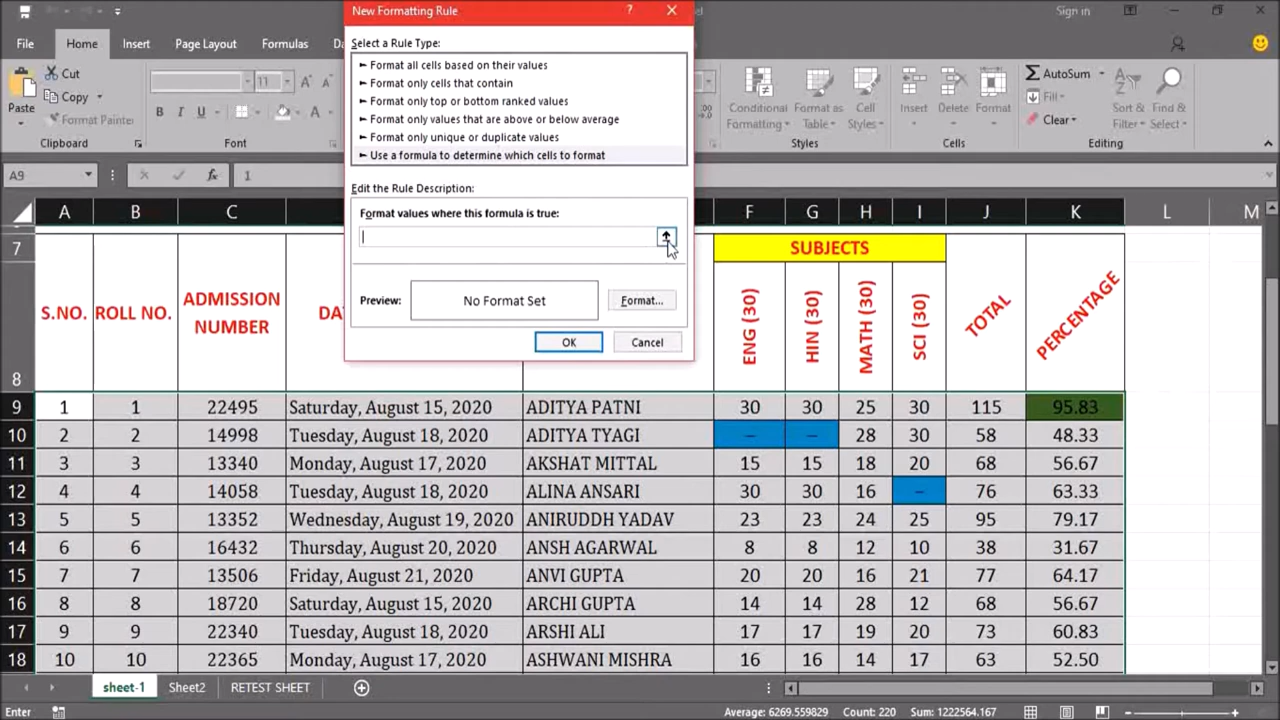 New Formatting Rule
?
el
Sign in
File Home Insert Page Layout Formulas Da
Select a Rule Type:
► Format all cells based on their values
► Format only cells that contain
► Format only top or bottom ranked values
► Format only values that are above or below average
► Format only unique or duplicate values
► Use a formula to determine which cells to format
Edit the Rule Description:
Format values where this formula is true:
Preview: No Format Set Format...
OK Cancel
Paste
Cut
Copy
Format Painter
11 A A
B I U A
Conditional Formatting
Format as Table
Cell Styles
Insert Delete Format
AutoSum
Fill
Clear
Sort & Filter
Find & Select
Clipboard Font Styles Cells Editing
A9 fx 1
A B C F G H I J K L M
7 SUBJECTS
8 S.NO. ROLL NO. ADMISSION NUMBER DA ENG (30) HIN (30) MATH (30) SCI (30) TOTAL PERCENTAGE
9 1 1 22495 Saturday, August 15, 2020 ADITYA PATNI 30 30 25 30 115 95.83
10 2 2 14998 Tuesday, August 18, 2020 ADITYA TYAGI – – 28 30 58 48.33
11 3 3 13340 Monday, August 17, 2020 AKSHAT MITTAL 15 15 18 20 68 56.67
12 4 4 14058 Tuesday, August 18, 2020 ALINA ANSARI 30 30 16 – 76 63.33
13 5 5 13352 Wednesday, August 19, 2020 ANIRUDDH YADAV 23 23 24 25 95 79.17
14 6 6 16432 Thursday, August 20, 2020 ANSH AGARWAL 8 8 12 10 38 31.67
15 7 7 13506 Friday, August 21, 2020 ANVI GUPTA 20 20 16 21 77 64.17
16 8 8 18720 Saturday, August 15, 2020 ARCHI GUPTA 14 14 28 12 68 56.67
17 9 9 22340 Tuesday, August 18, 2020 ARSHI ALI 17 17 19 20 73 60.83
18 10 10 22365 Monday, August 17, 2020 ASHWANI MISHRA 16 16 14 17 63 52.50
sheet-1 Sheet2 RETEST SHEET
Enter Average: 6269.559829 Count: 220 Sum: 1222564.167